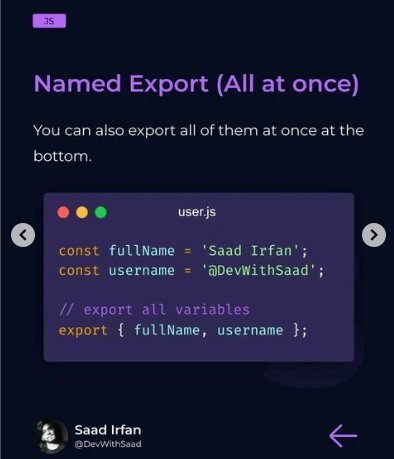 JS
Named Export (All at once)
You can also export all of them at once at the
bottom.
user.js
const fullName = 'Saad Irfan';
const username = '@DevWithSaad';
// export all variables
export { fullName, username };
Saad Irfan
@DevWithSaad